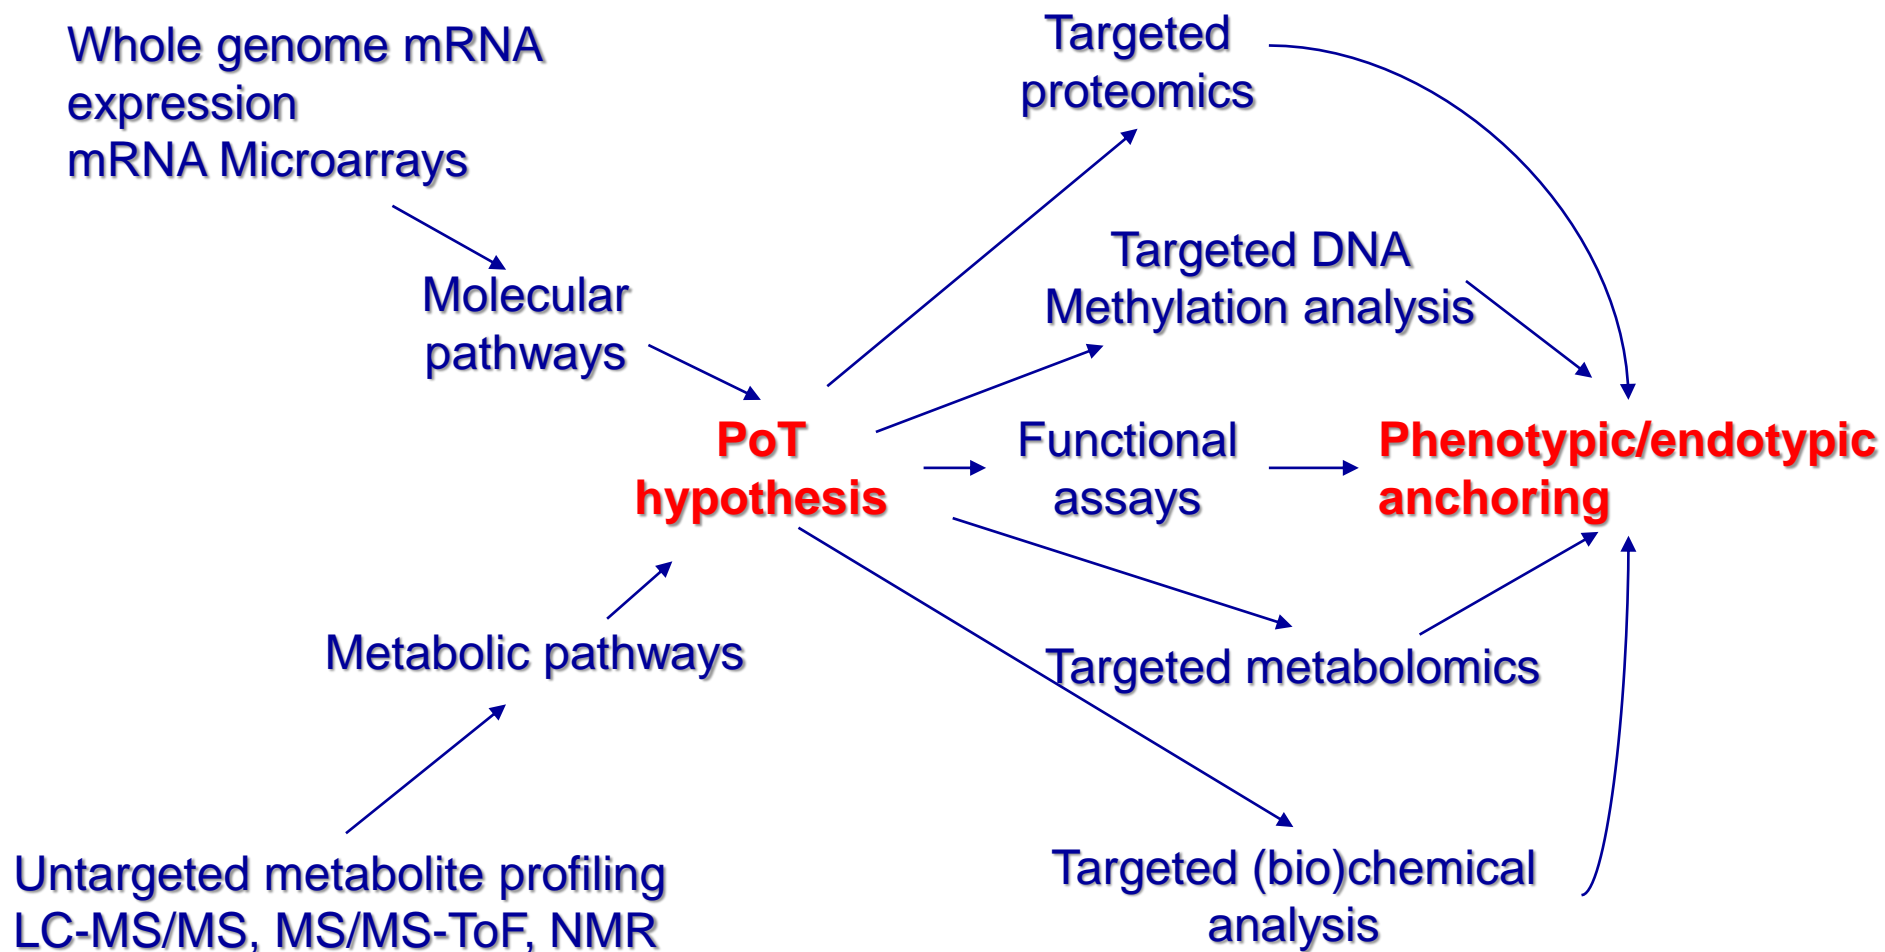 Whole genome mRNA
expression
mRNA Microarrays
Targeted
proteomics
Molecular
pathways
Targeted DNA
Methylation analysis
PoT
hypothesis
Functional
assays
Phenotypic/endotypic
anchoring
Metabolic pathways
Targeted metabolomics
Untargeted metabolite profiling
LC-MS/MS, MS/MS-ToF, NMR
Targeted (bio)chemical
analysis